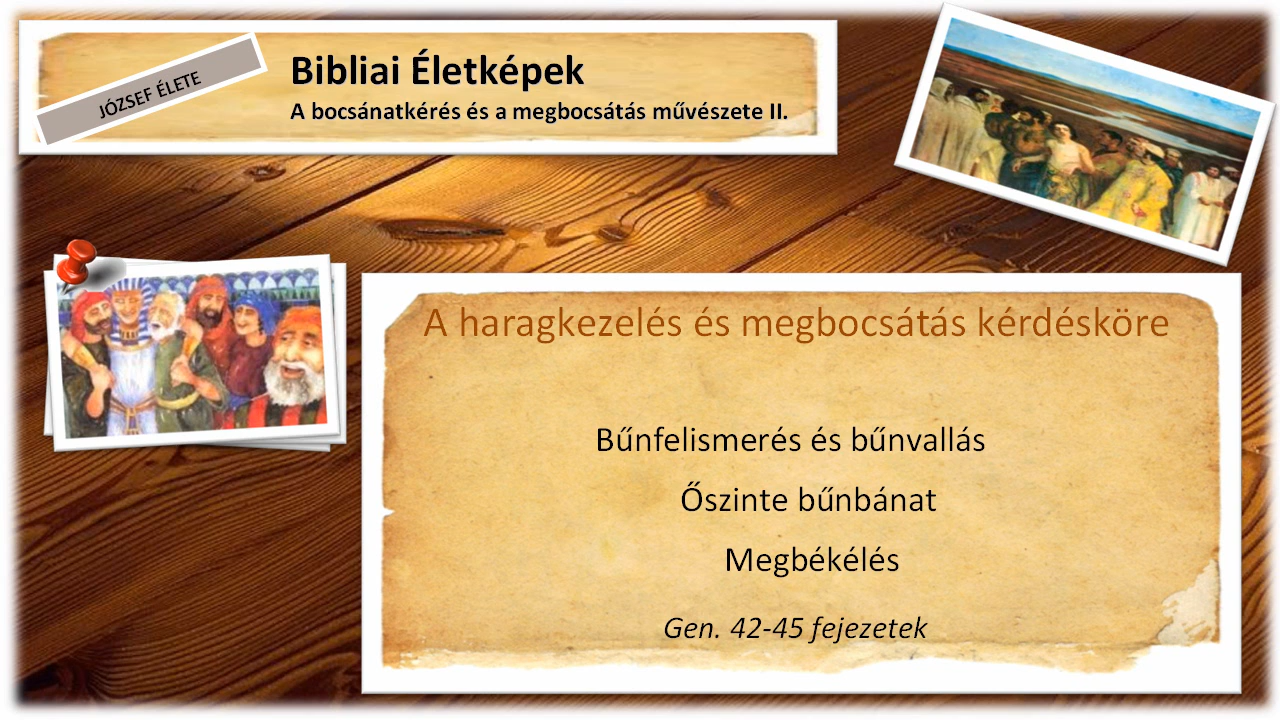 JÓZSEF ÉLETE
Bibliai Életképek
A bocsánatkérés és a megbocsátás művészete II.
A haragkezelés és megbocsátás kérdésköre
Bűnfelismerés és bűnvallás
Őszinte bűnbánat
Megbékélés
Gen. 42-45 fejezetek